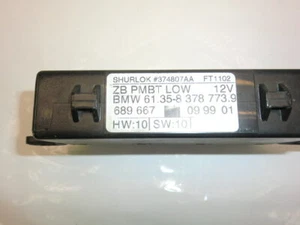 SHURLOK #374807AA FT1102
ZB PMBT LOW 12V
BMW 61.35-8 378 773.9
689 667 09 99 01
HW:10 SW:10